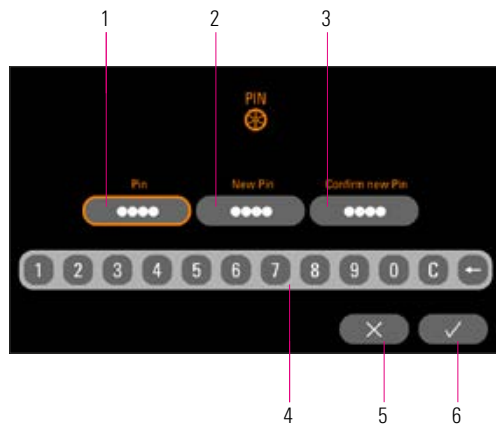 1 2 3
PIN
Pin New Pin Confirm new Pin
1 2 3 4 5 6 7 8 9 0 C ←
4 5 6